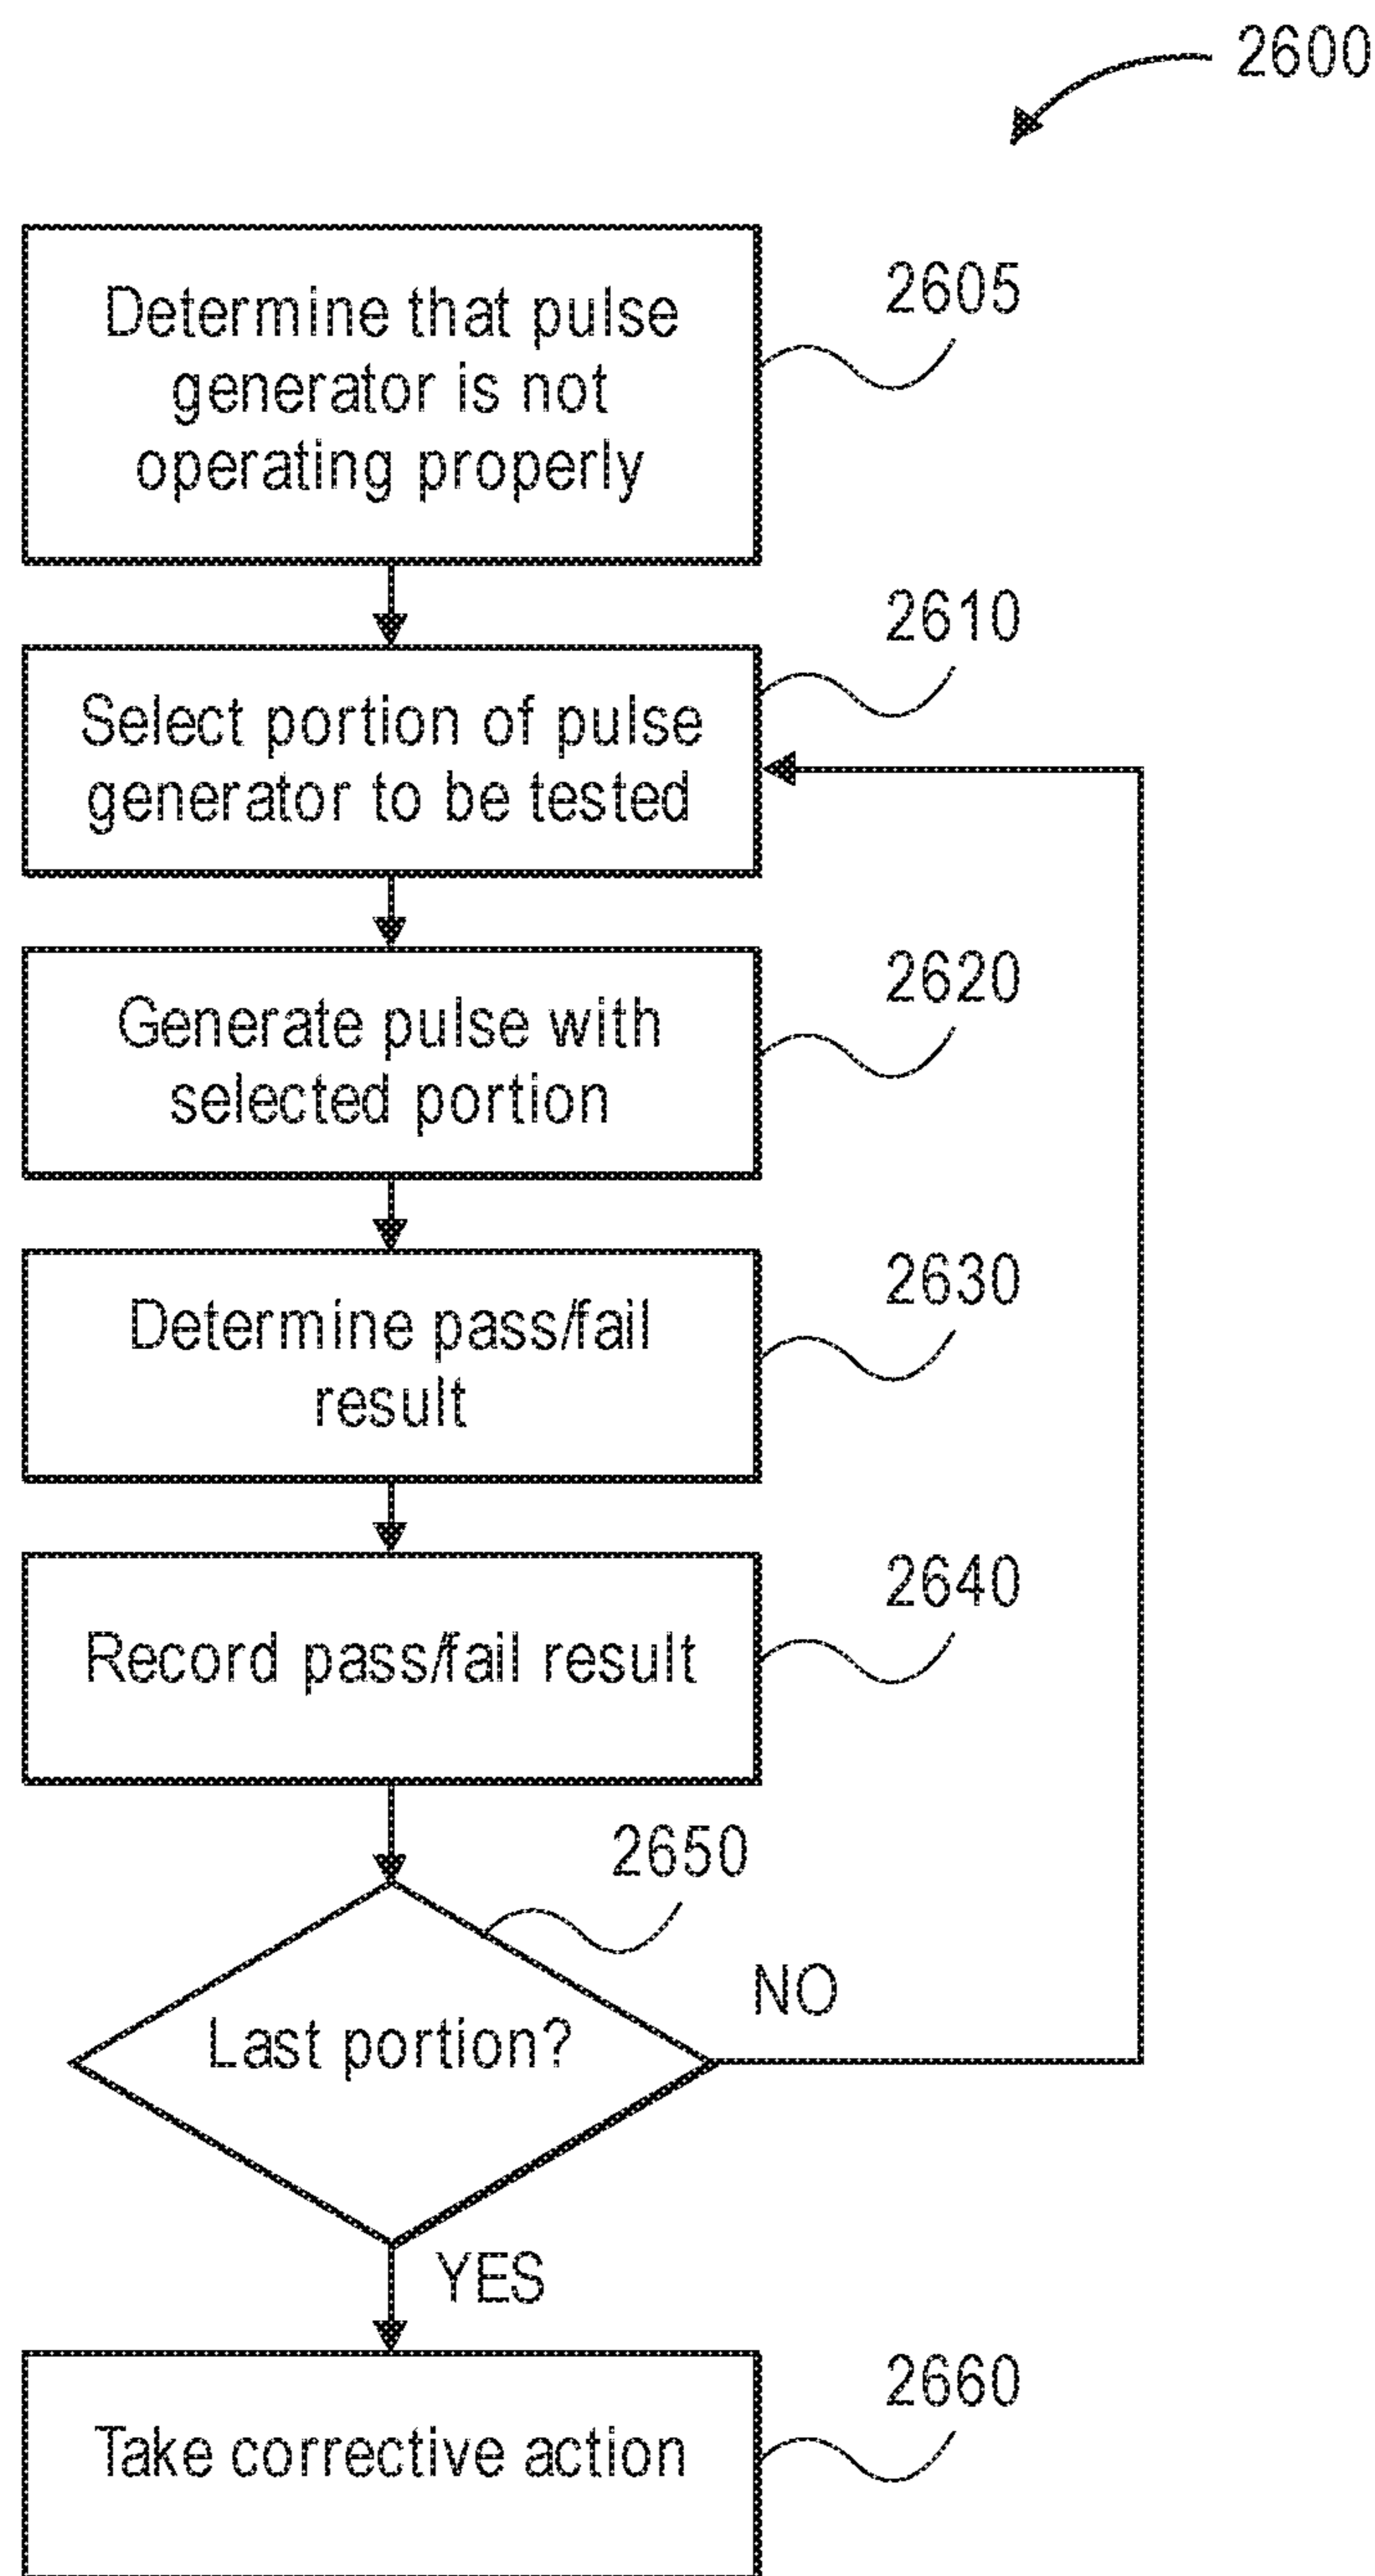 2600
Determine that pulse
generator is not
operating properly
2605
Select portion of pulse
generator to be tested
2610
Generate pulse with
selected portion
2620
Determine pass/fail
result
2630
Record pass/fail result
2640
Last portion?
2650
NO
YES
Take corrective action
2660